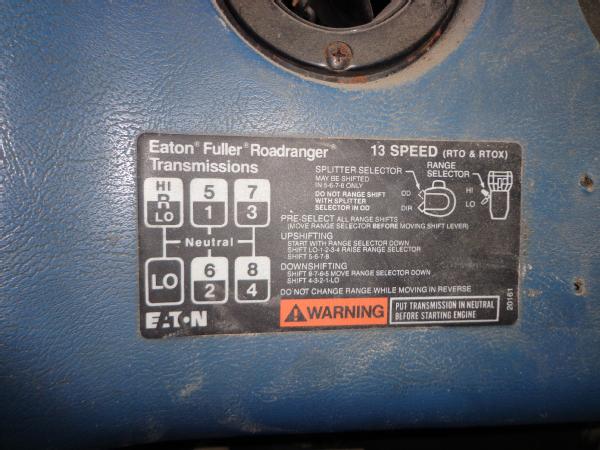 Eaton® Fuller® Roadranger®
Transmissions
13 SPEED (RTO & RTOX)
HI
R
LO
5
1
7
3
Neutral
LO
6
2
8
4
EATON
SPLITTER SELECTOR
MAY BE SHIFTED
IN 5-6-7-8 ONLY
DO NOT RANGE SHIFT
WITH SPLITTER
SELECTOR IN OD
OD
DIR
RANGE
SELECTOR
HI
LO
PRE-SELECT ALL RANGE SHIFTS
(MOVE RANGE SELECTOR BEFORE MOVING SHIFT LEVER)
UPSHIFTING
START WITH RANGE SELECTOR DOWN
SHIFT LO-1-2-3-4 RAISE RANGE SELECTOR
SHIFT 5-6-7-8
DOWNSHIFTING
SHIFT 8-7-6-5 MOVE RANGE SELECTOR DOWN
SHIFT 4-3-2-1-LO
DO NOT CHANGE RANGE WHILE MOVING IN REVERSE
WARNING
PUT TRANSMISSION IN NEUTRAL
BEFORE STARTING ENGINE
20161